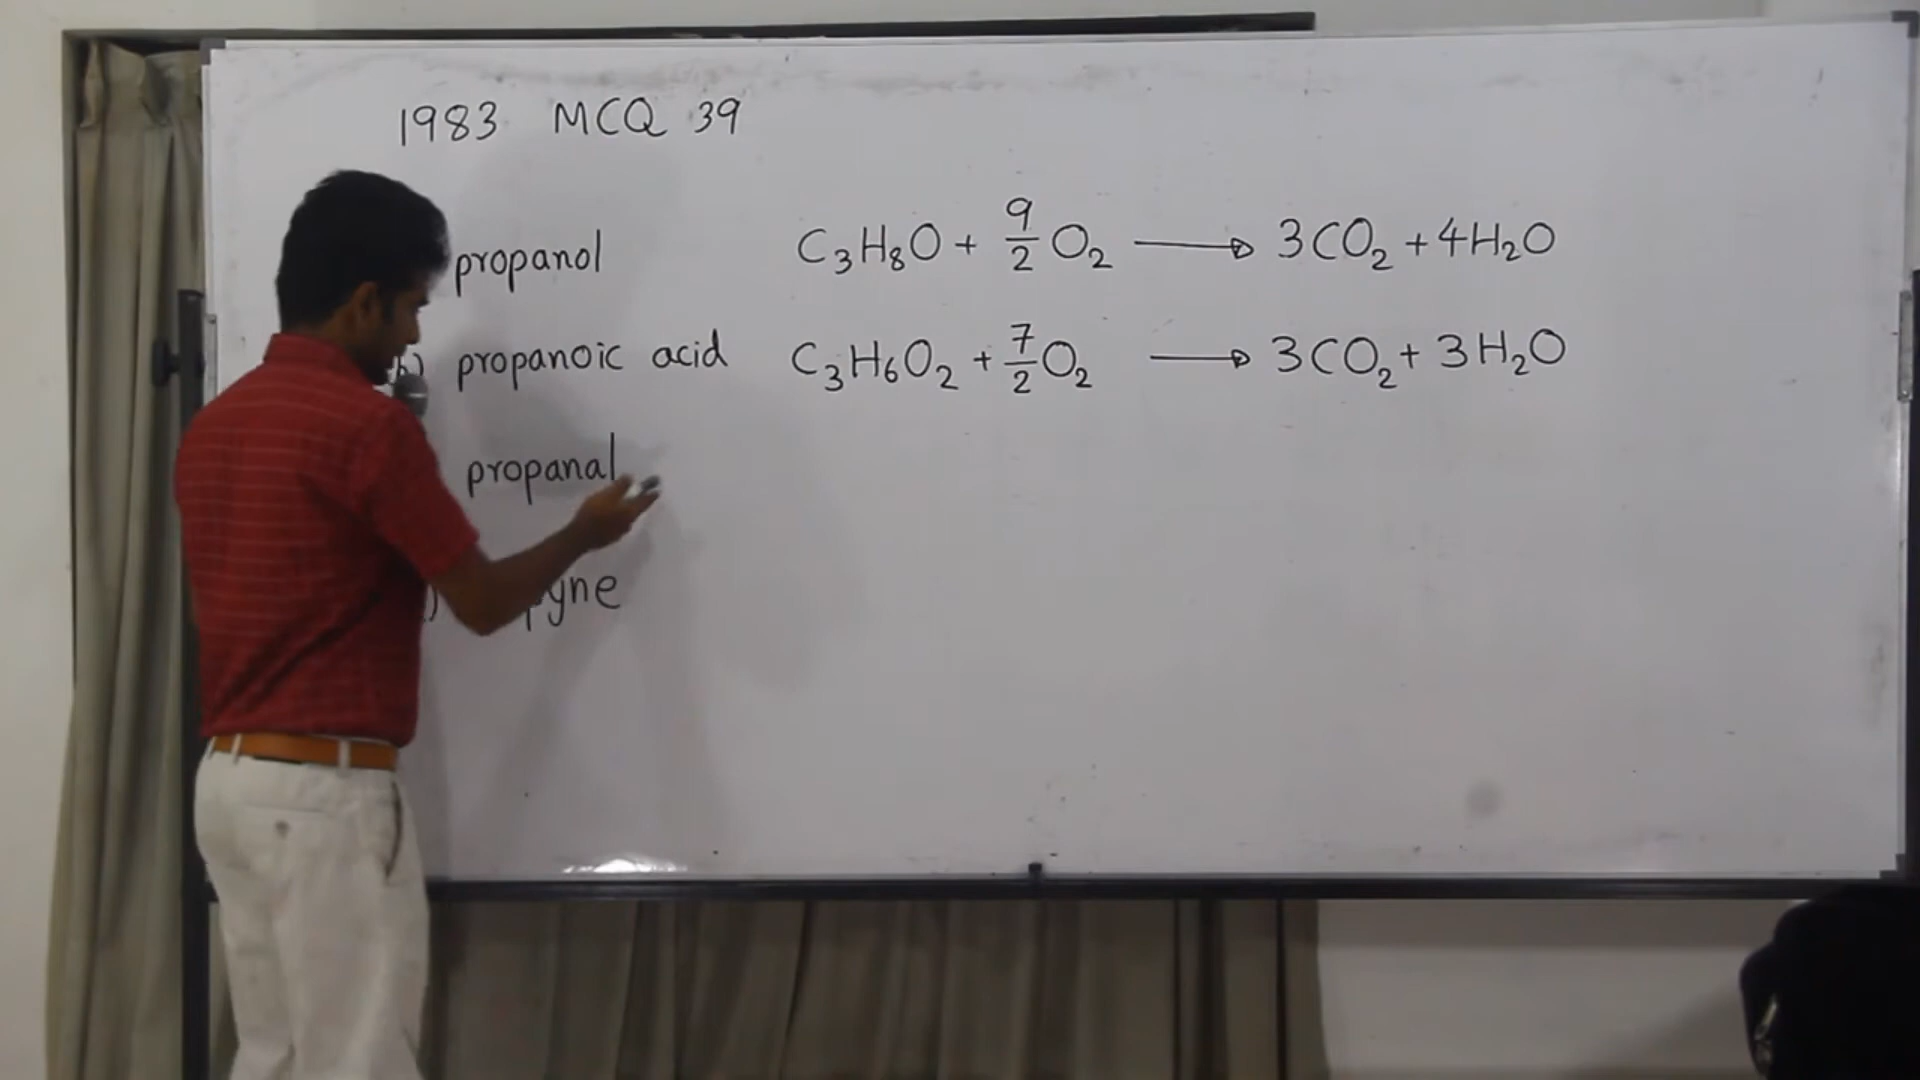 1983 MCQ 39
propanol C₃H₈O + 9/2 O₂ → 3CO₂ + 4H₂O
b) propanoic acid C₃H₆O₂ + 7/2 O₂ → 3CO₂ + 3H₂O
propanal
yne